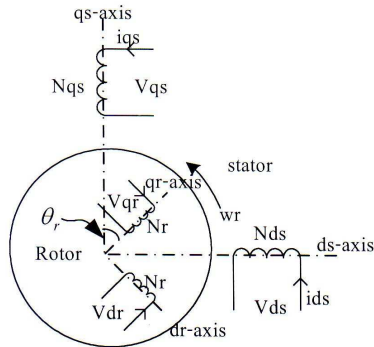 qs-axis
iqs
Nqs
Vqs
stator
qr-axis
Vqr
wr
θr
Nr
Nds
Rotor
ds-axis
Nr
Vdr
Vds
ids
dr-axis